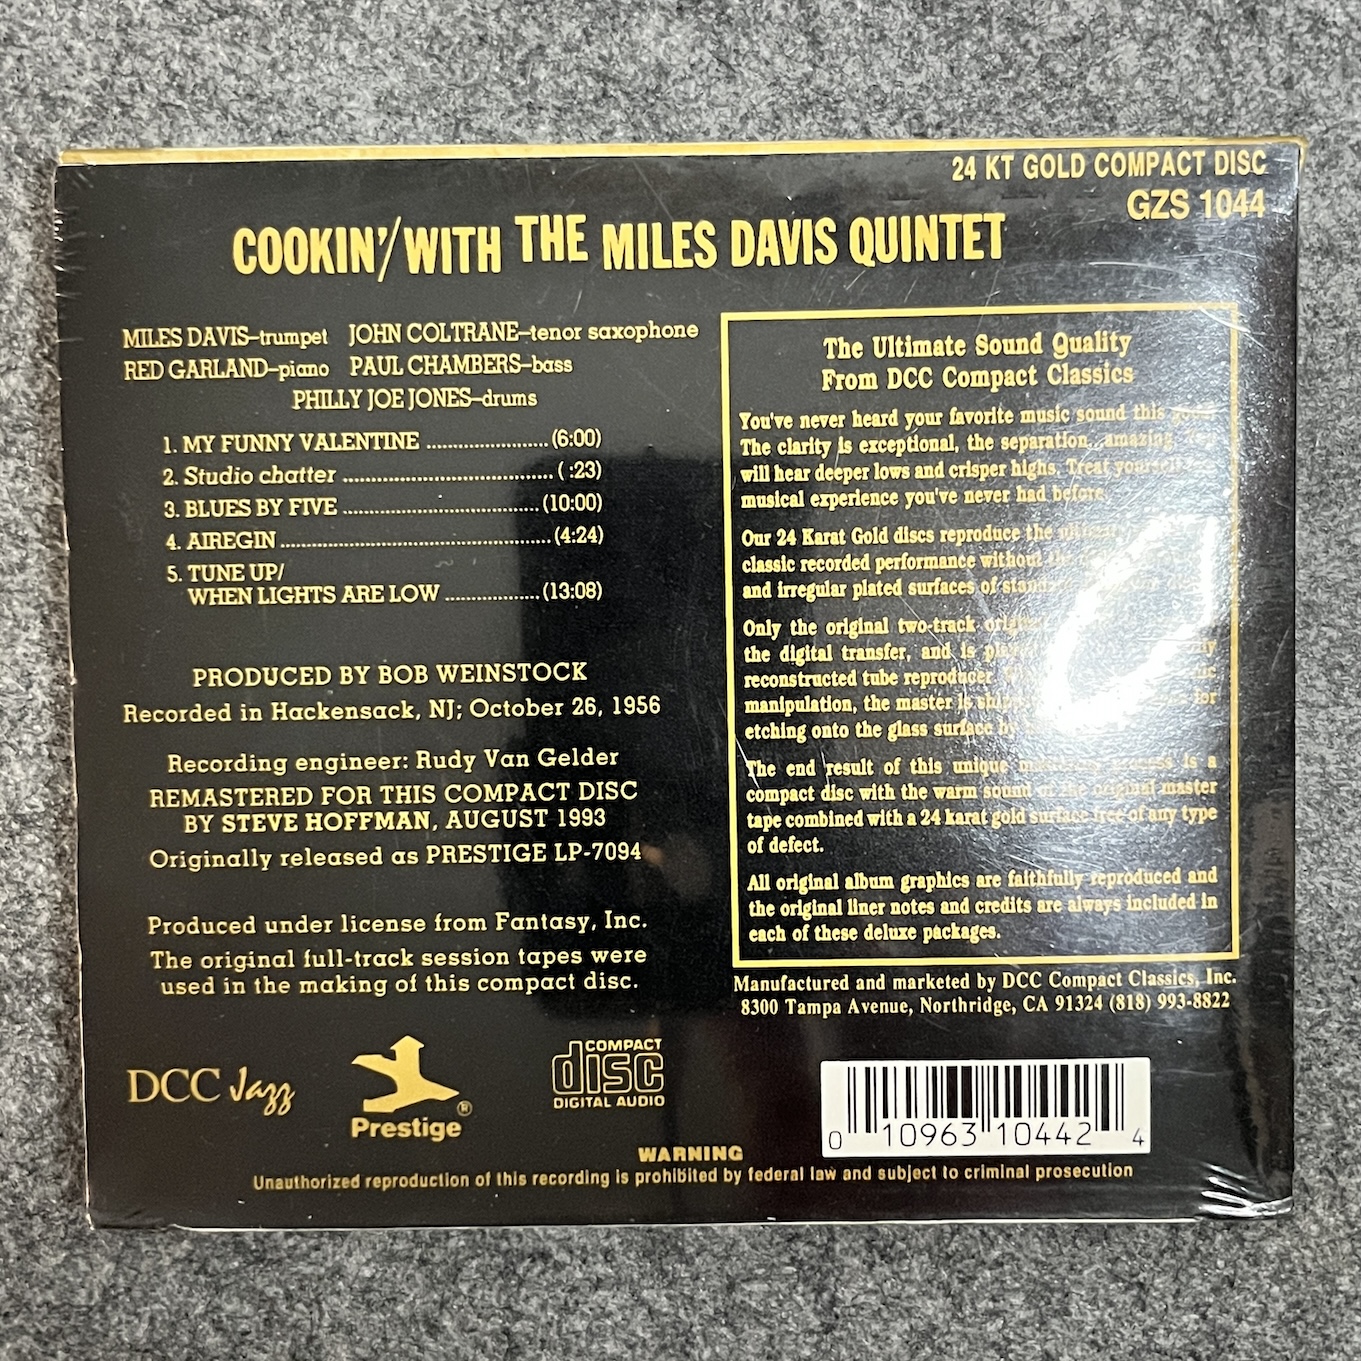 24 KT GOLD COMPACT DISC
GZS 1044
COOKIN'/WITH THE MILES DAVIS QUINTET
MILES DAVIS–trumpet JOHN COLTRANE–tenor saxophone
RED GARLAND–piano PAUL CHAMBERS–bass
PHILLY JOE JONES–drums
1. MY FUNNY VALENTINE ...................... (6:00)
2. Studio chatter ...................................... ( :23)
3. BLUES BY FIVE ................................... (10:00)
4. AIREGIN ................................................. (4:24)
5. TUNE UP/
WHEN LIGHTS ARE LOW ................. (13:08)
PRODUCED BY BOB WEINSTOCK
Recorded in Hackensack, NJ; October 26, 1956
Recording engineer: Rudy Van Gelder
REMASTERED FOR THIS COMPACT DISC
BY STEVE HOFFMAN, AUGUST 1993
Originally released as PRESTIGE LP-7094
Produced under license from Fantasy, Inc.
The original full-track session tapes were
used in the making of this compact disc.
The Ultimate Sound Quality
From DCC Compact Classics
You've never heard your favorite music sound this good.
The clarity is exceptional, the separation...amazing.
will hear deeper lows and crisper highs. Treat
musical experience you've never had before.
Our 24 Karat Gold discs reproduce the
classic recorded performance without
and irregular plated surfaces of
Only the original two-track
the digital transfer, and is
reconstructed tube reproducer
manipulation, the master is for
etching onto the glass surface
The end result of this unique is a
compact disc with the warm sound of the original master
tape combined with a 24 karat gold surface free of any type
of defect.
All original album graphics are faithfully reproduced and
the original liner notes and credits are always included in
each of these deluxe packages.
Manufactured and marketed by DCC Compact Classics, Inc.
8300 Tampa Avenue, Northridge, CA 91324 (818) 993-8822
DCC Jazz
Prestige ®
COMPACT
disc
DIGITAL AUDIO
0 10963 10442 4
WARNING
Unauthorized reproduction of this recording is prohibited by federal law and subject to criminal prosecution